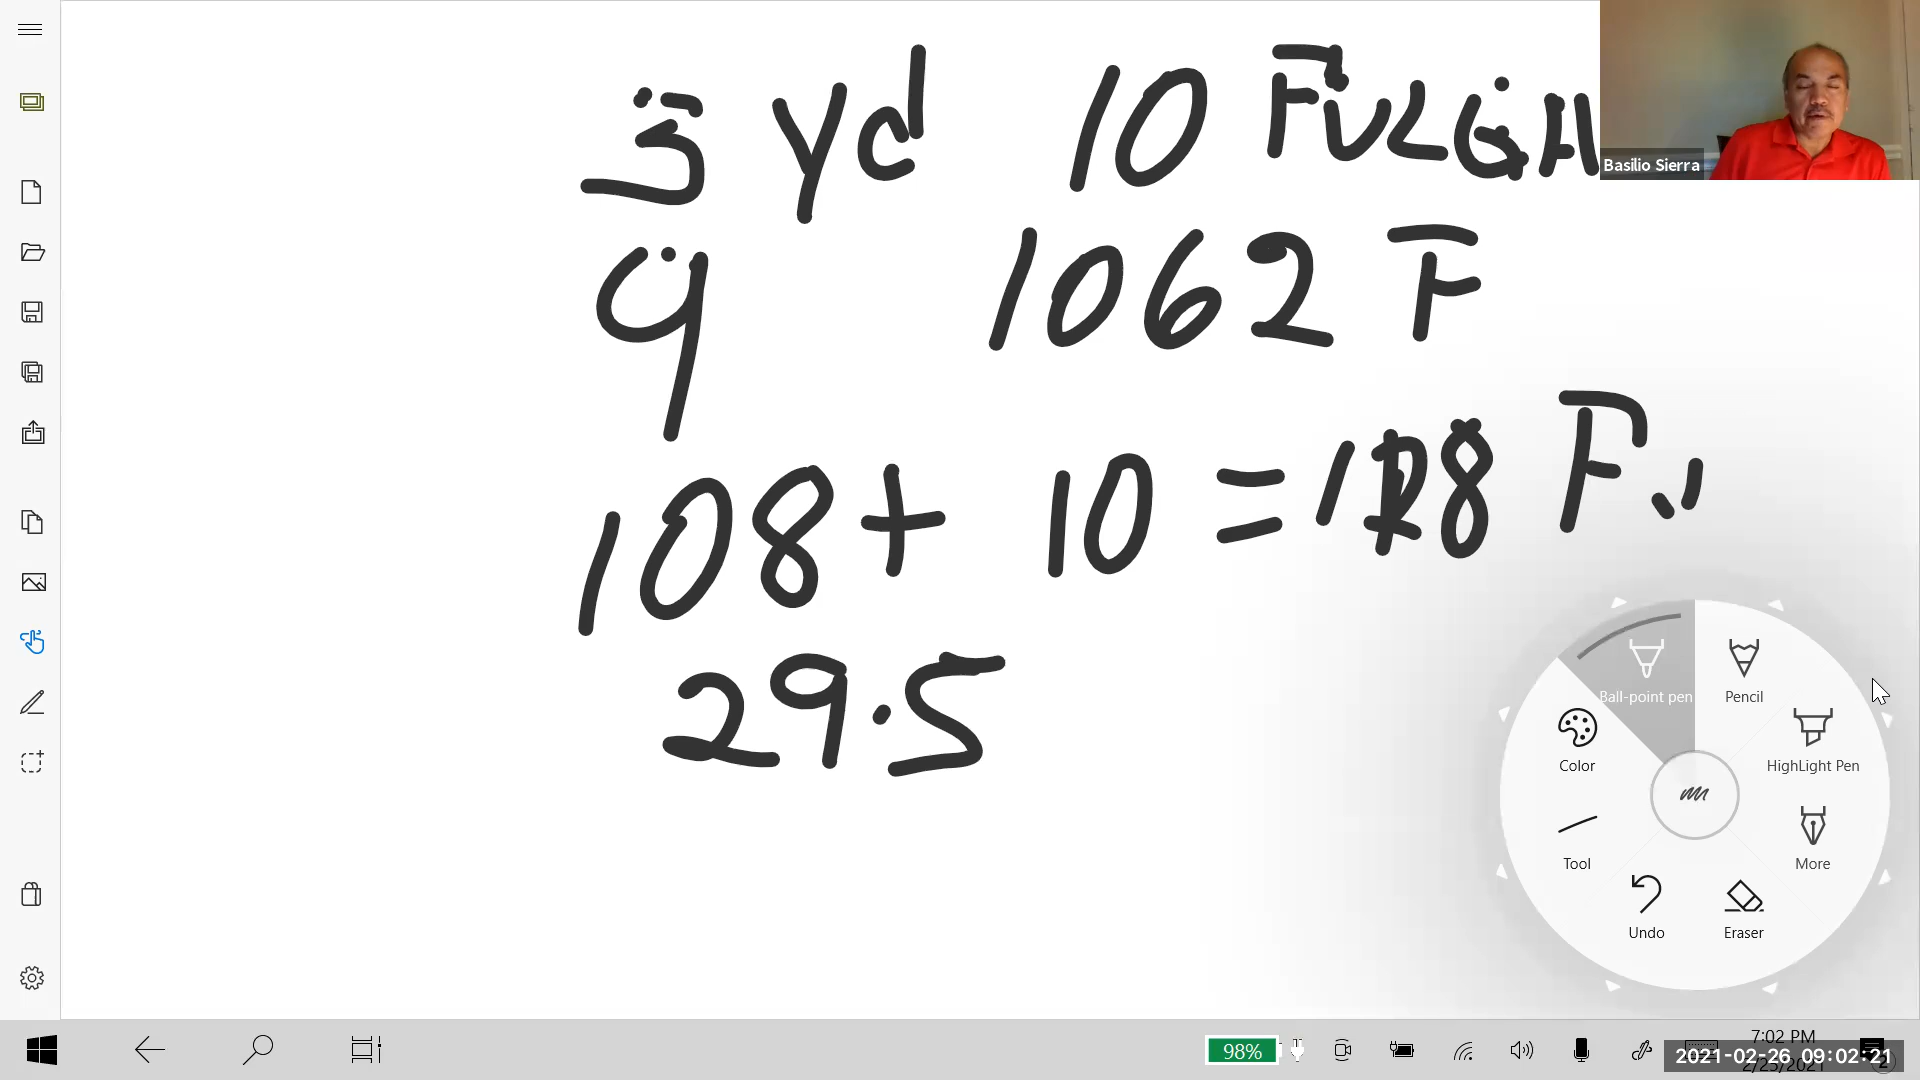 3 yd 10 FULGA
9 1062 F
108 + 10 = 118 F
29.5
Basilio Sierra
Ball-point pen
Pencil
Color
HighLight Pen
Tool
More
Undo
Eraser
98%
7:02 PM
2021-02-26 09:02:21